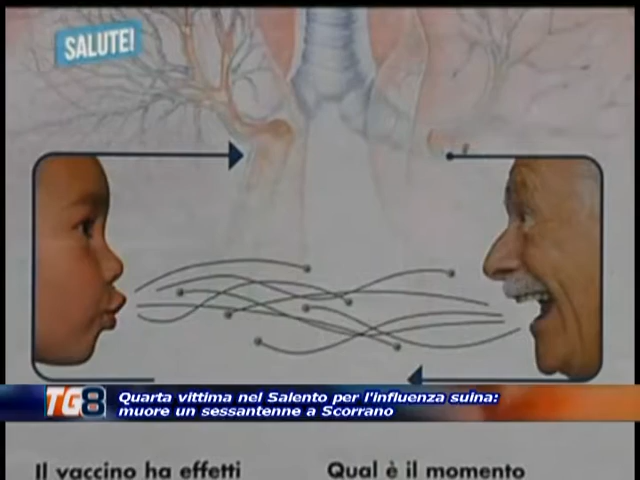 SALUTE!
TG8
Quarta vittima nel Salento per l'influenza suina:
muore un sessantenne a Scorrano
Il vaccino ha effetti
Qual è il momento